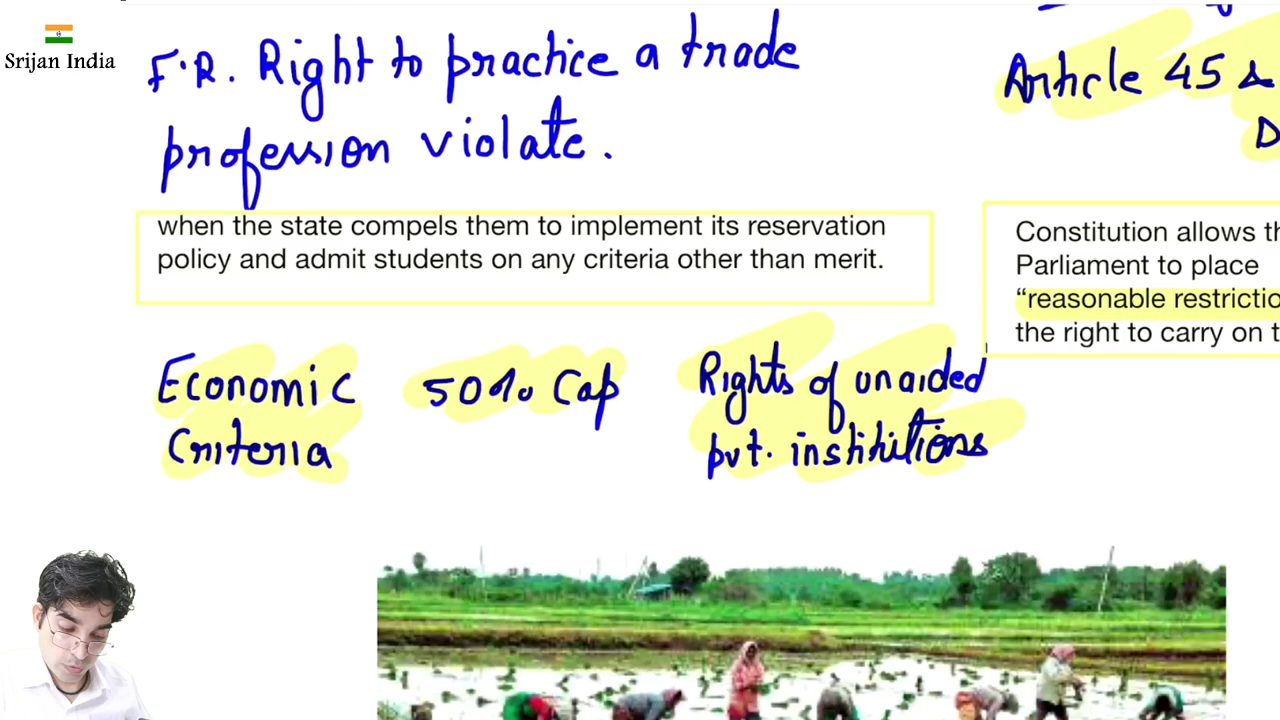 Srijan India
F.R. Right to practice a trade
profession violate.
when the state compels them to implement its reservation
policy and admit students on any criteria other than merit.
Article 45 &
D
Constitution allows th
Parliament to place
“reasonable restrictio
the right to carry on t
Economic
Criteria
50% Cap
Rights of unaided
pvt. institutions